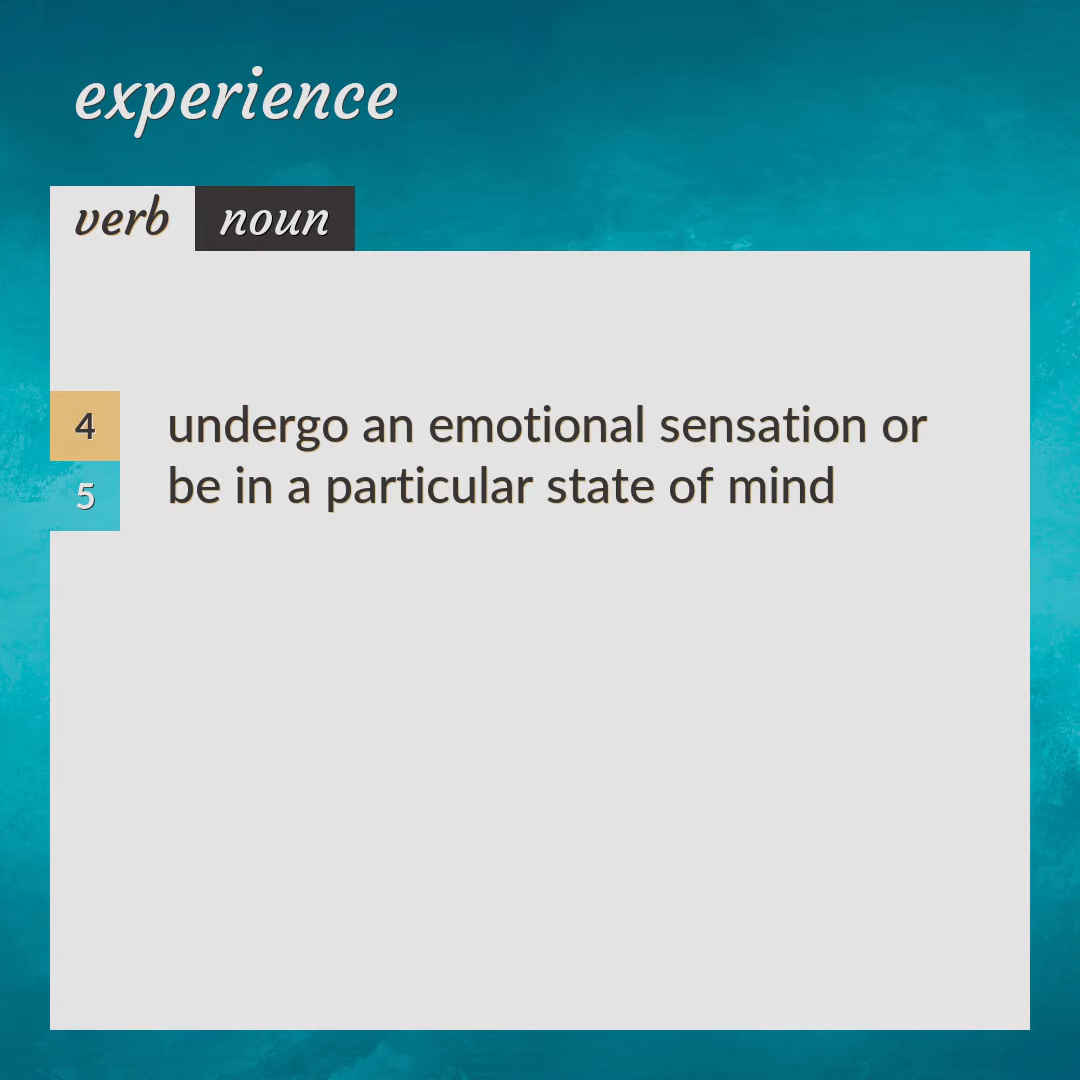 experience
verb noun
4 undergo an emotional sensation or
be in a particular state of mind
5